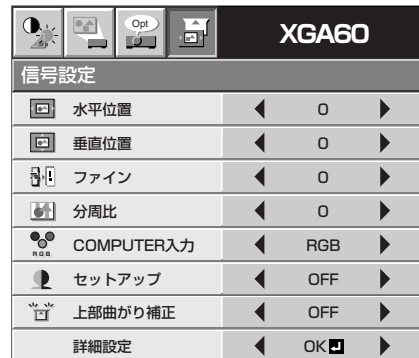 Opt
XGA60
信号設定
水平位置 0
垂直位置 0
ファイン 0
分周比 0
RGB COMPUTER入力 RGB
セットアップ OFF
上部曲がり補正 OFF
詳細設定 OK